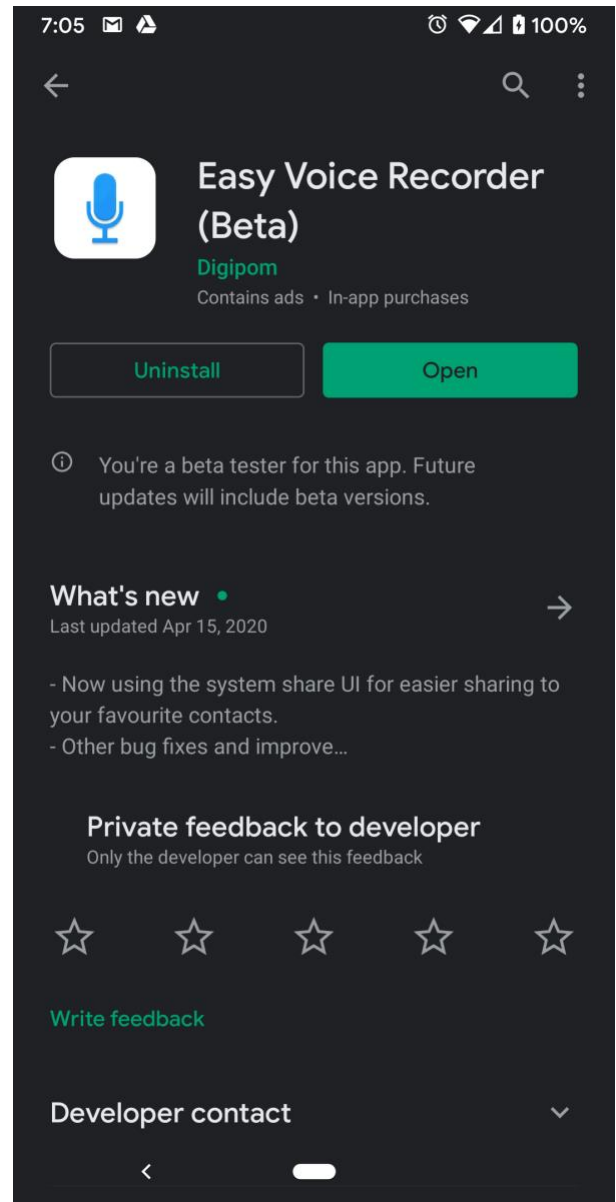 7:05 100%
Easy Voice Recorder
(Beta)
Digipom
Contains ads • In-app purchases
Uninstall Open
You're a beta tester for this app. Future
updates will include beta versions.
What's new •
Last updated Apr 15, 2020
- Now using the system share UI for easier sharing to
your favourite contacts.
- Other bug fixes and improve…
Private feedback to developer
Only the developer can see this feedback
Write feedback
Developer contact